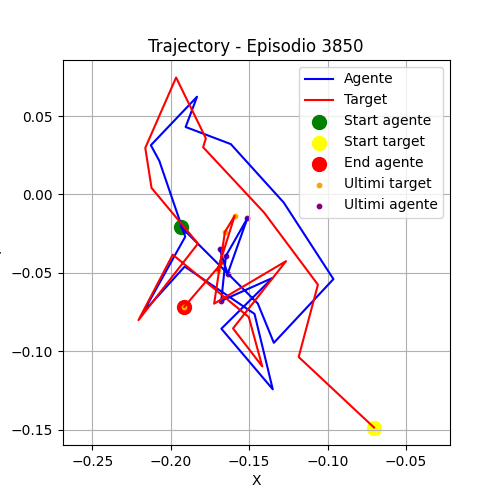 Trajectory - Episodio 3850
Agente
Target
Start agente
Start target
End agente
Ultimi target
Ultimi agente
0.05
0.00
−0.05
−0.10
−0.15
−0.25
−0.20
−0.15
−0.10
−0.05
X